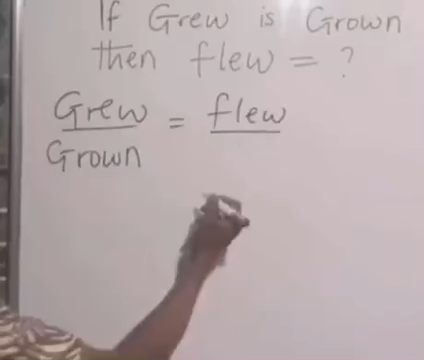 If Grew is Grown
then flew = ?
Grew = flew
Grown